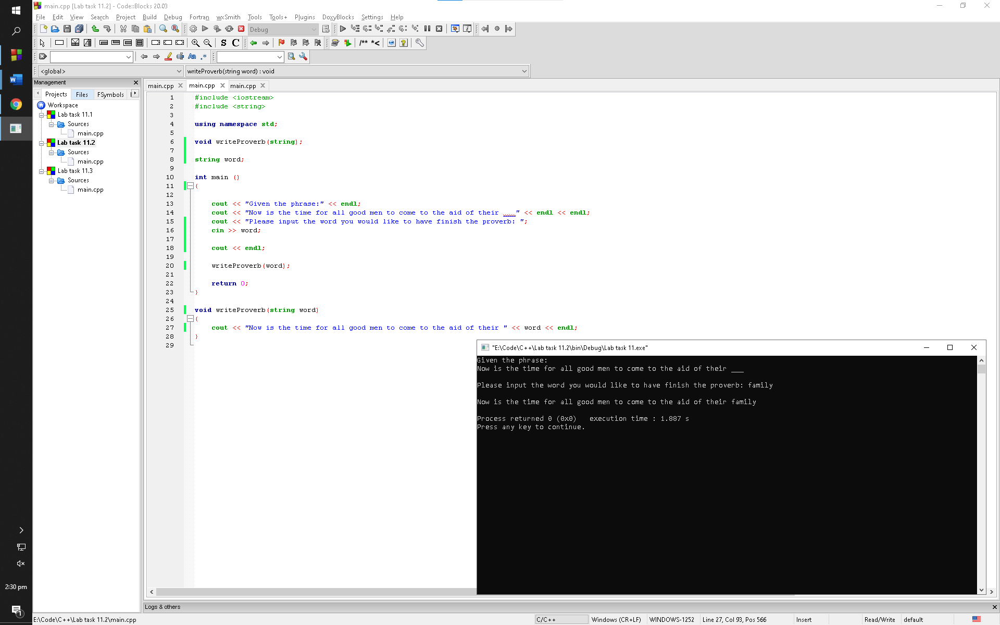 main.cpp [Lab task 11.2] - Code::Blocks 20.03
File Edit View Search Project Build Debug Fortran wxSmith Tools Tools+ Plugins DoxyBlocks Settings Help
Debug
S C /** *<
Aa .*
<global> writeProverb(string word) : void
Management
main.cpp main.cpp main.cpp
Projects Files FSymbols
Workspace
Lab task 11.1
Sources
main.cpp
Lab task 11.2
Sources
main.cpp
Lab task 11.3
Sources
main.cpp
1 #include <iostream>
2 #include <string>
3
4 using namespace std;
5
6 void writeProverb(string);
7
8 string word;
9
10 int main ()
11 {
12
13 cout << "Given the phrase:" << endl;
14 cout << "Now is the time for all good men to come to the aid of their ___" << endl << endl;
15 cout << "Please input the word you would like to have finish the proverb: ";
16 cin >> word;
17
18 cout << endl;
19
20 writeProverb(word);
21
22 return 0;
23 }
24
25 void writeProverb(string word)
26 {
27 cout << "Now is the time for all good men to come to the aid of their " << word << endl;
28 }
29
"E:\Code\C++\Lab task 11.2\bin\Debug\Lab task 11.exe"
Given the phrase:
Now is the time for all good men to come to the aid of their ___
Please input the word you would like to have finish the proverb: family
Now is the time for all good men to come to the aid of their family
Process returned 0 (0x0) execution time : 1.887 s
Press any key to continue.
2:30 pm
1
Logs & others
E:\Code\C++\Lab task 11.2\main.cpp C/C++ Windows (CR+LF) WINDOWS-1252 Line 27, Col 93, Pos 566 Insert Read/Write default